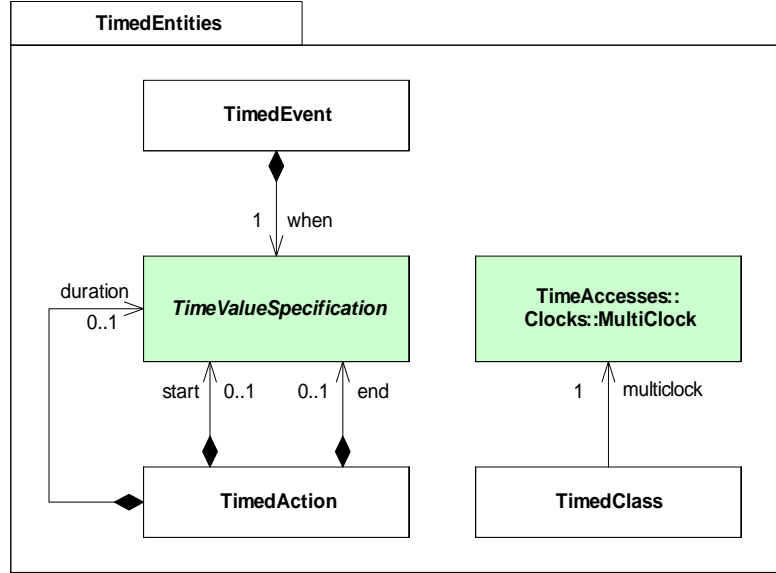 TimedEntities
TimedEvent
1 when
duration
0..1
TimeValueSpecification
TimeAccesses::
Clocks::MultiClock
start 0..1 0..1 end
1 multiclock
TimedAction
TimedClass